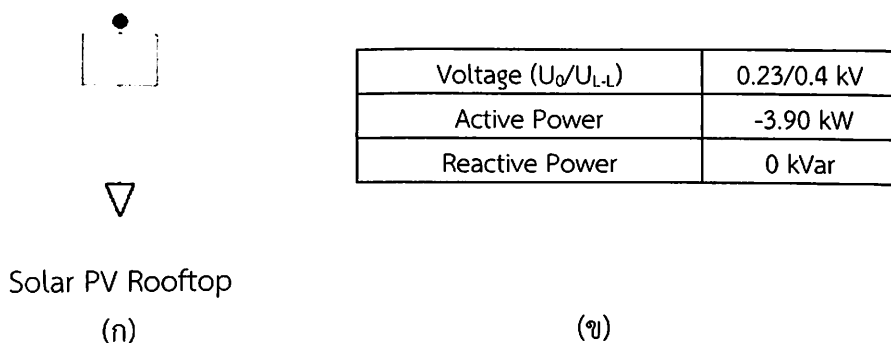 Voltage (U₀/U_L-L) 0.23/0.4 kV
Active Power -3.90 kW
Reactive Power 0 kVar
Solar PV Rooftop
(ก) (ข)